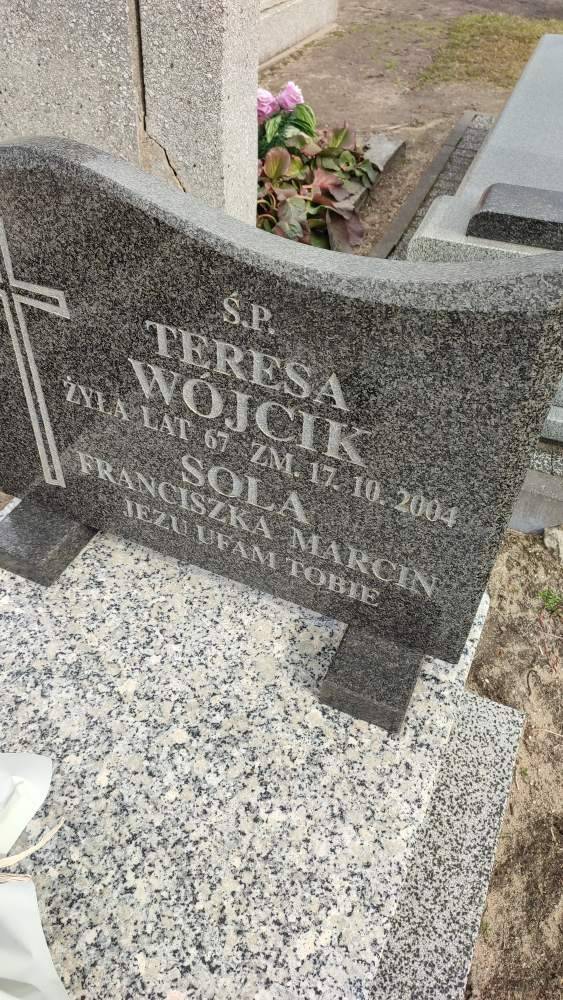 Ś.P.
TERESA
WÓJCIK
ŻYŁA LAT 67 ZM. 17.10.2004
SOLA
FRANCISZKA MARCIN
JEZU UFAM TOBIE